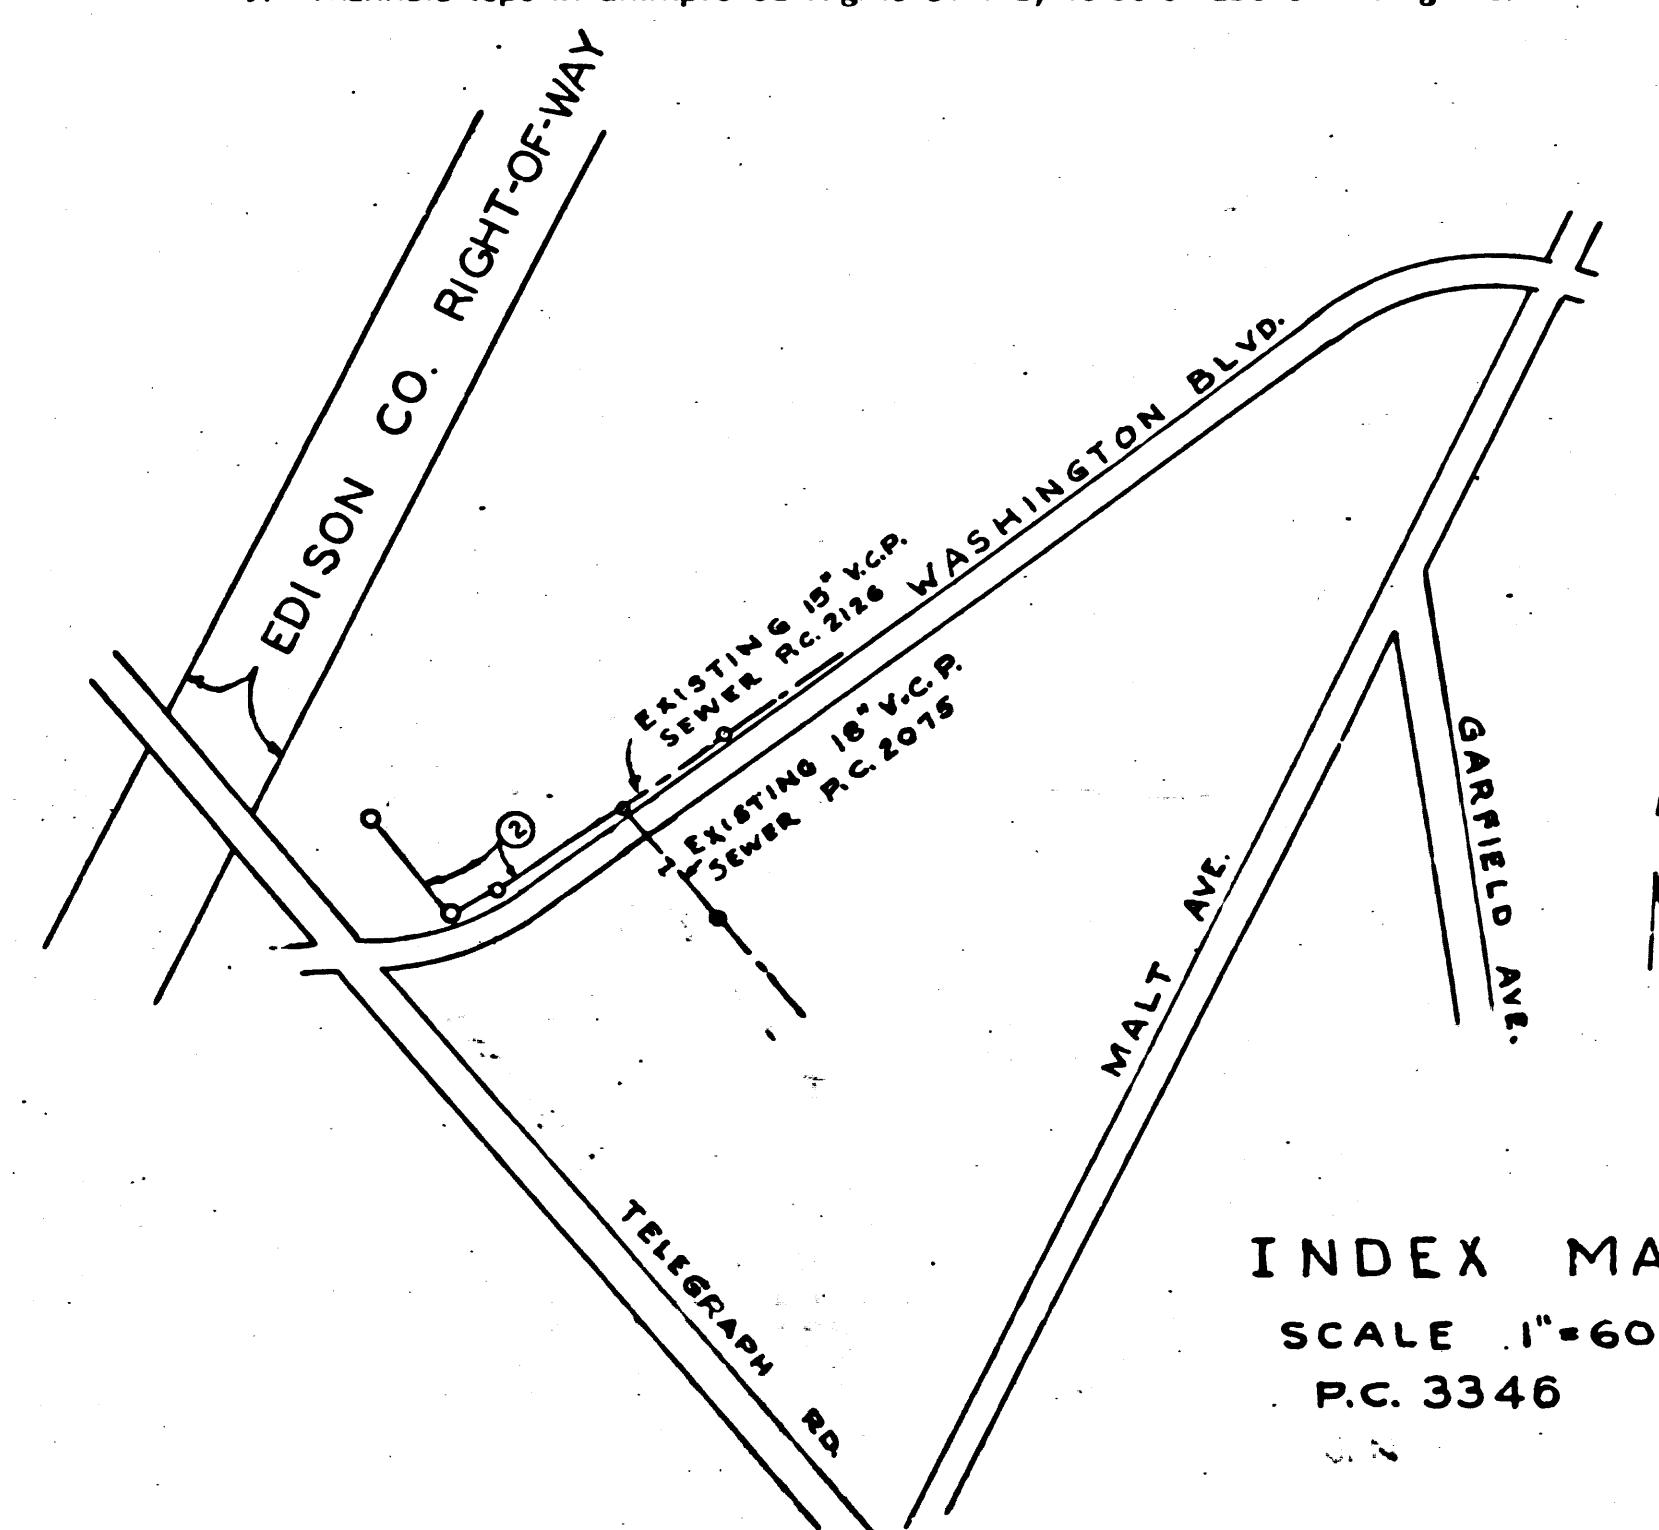 EDISON CO. RIGHT-OF-WAY
WASHINGTON BLVD.
EXISTING 15" V.C.P.
SEWER P.C. 2126
EXISTING 18" V.C.P.
SEWER P.C. 2075
2
GARFIELD AVE.
MALT AVE.
TELEGRAPH RD.
INDEX MA
SCALE 1"=60
P.C. 3346